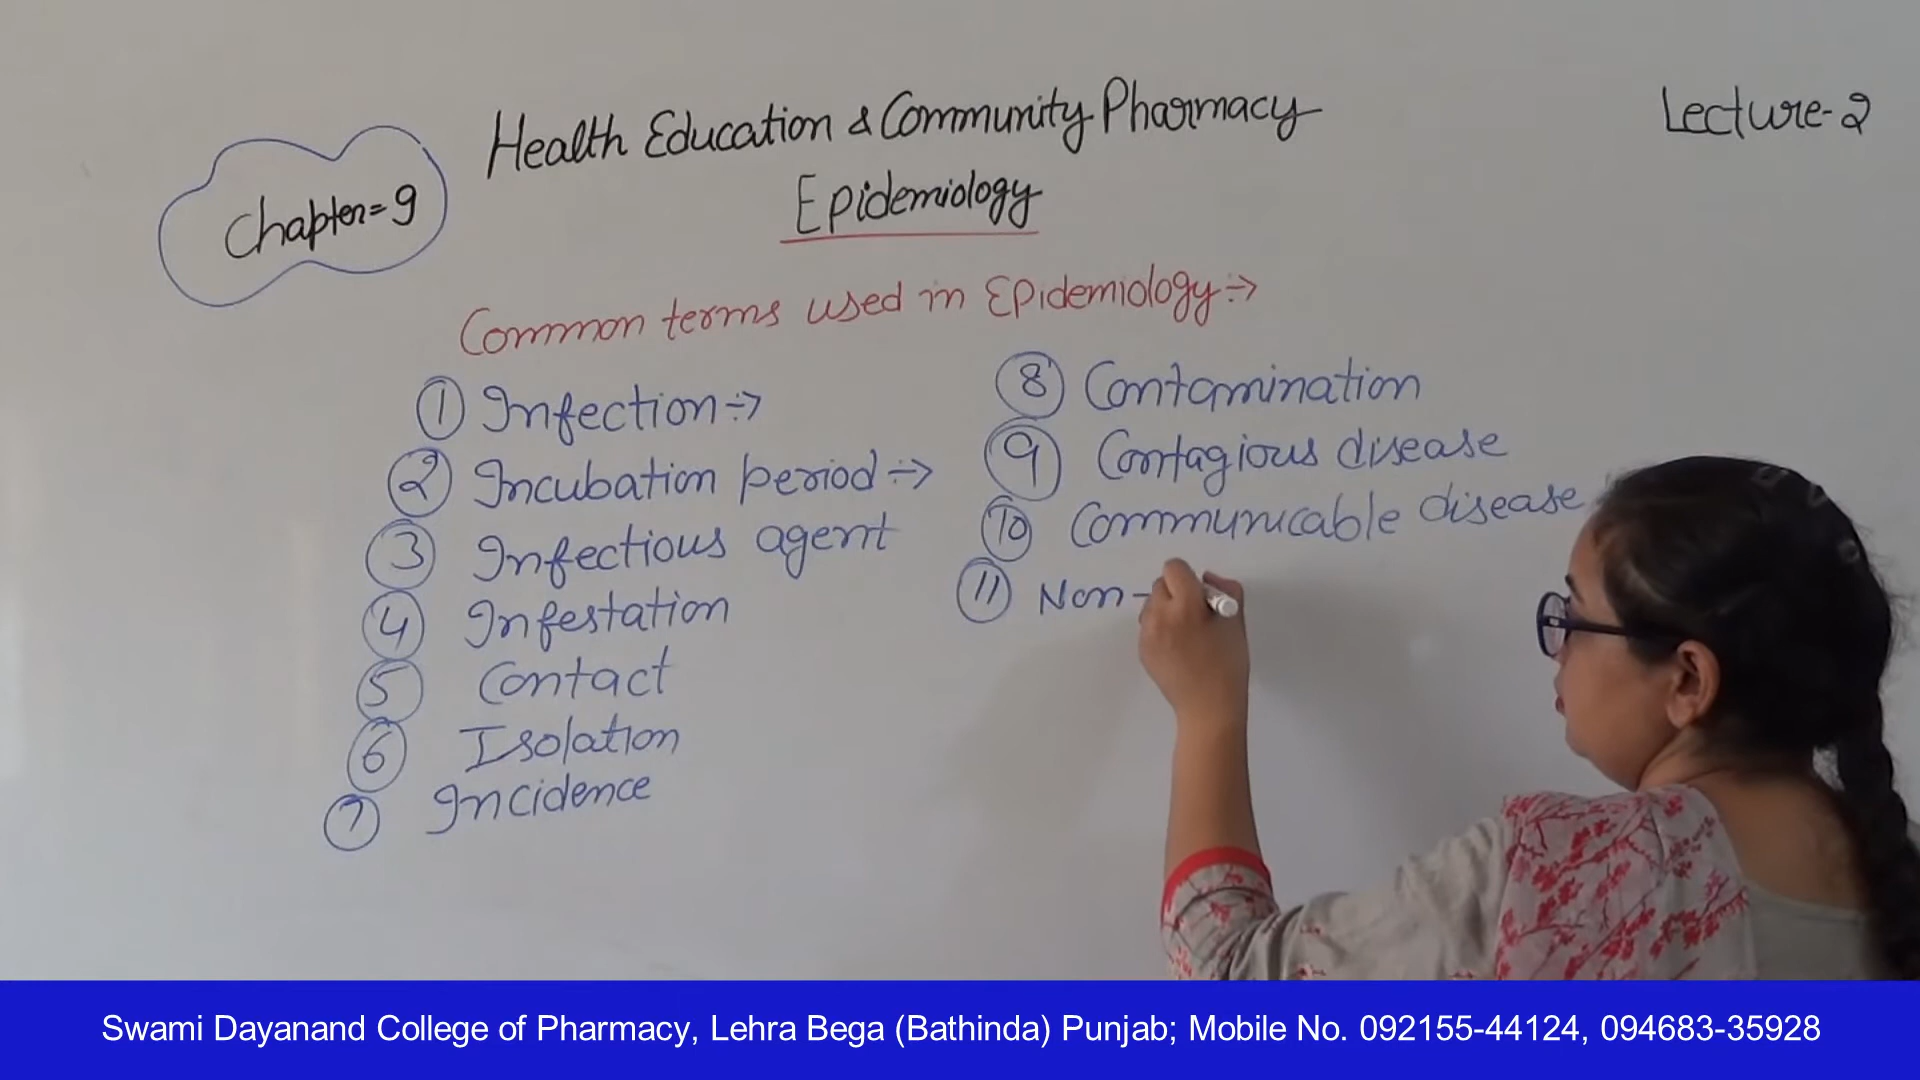 Health Education & Community Pharmacy
Lecture-2
Chapter=9
Epidemiology
Common terms used in Epidemiology:→
1 Infection:→
2 Incubation period:→
3 Infectious agent
4 Infestation
5 Contact
6 Isolation
7 Incidence
8 Contamination
9 Contagious disease
10 Communicable disease
11 Non-
Swami Dayanand College of Pharmacy, Lehra Bega (Bathinda) Punjab; Mobile No. 092155-44124, 094683-35928